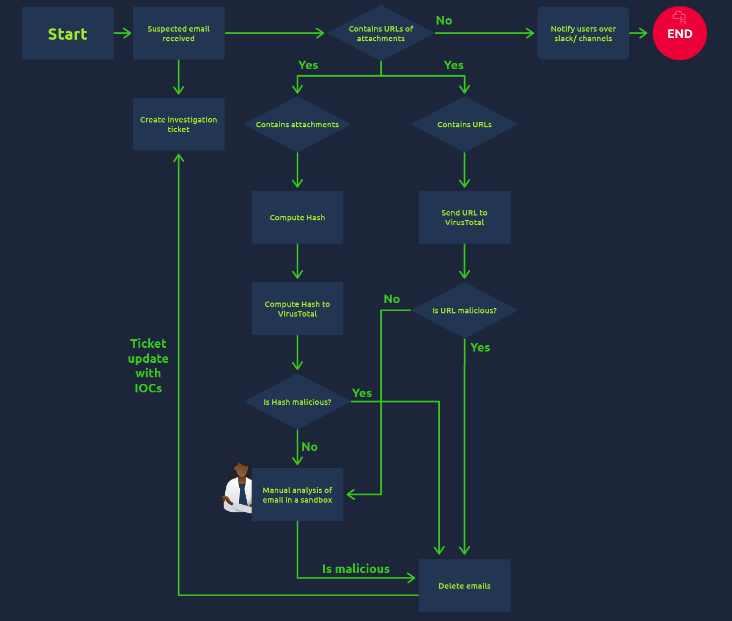 Start
Suspected email
received
Contains URLs of
attachments
No
Notify users over
slack/ channels
END
Yes
Yes
Create investigation
ticket
Contains attachments
Contains URLs
Compute Hash
Send URL to
VirusTotal
Compute Hash to
VirusTotal
No
Is URL malicious?
Ticket
update
with
IOCs
Yes
Is Hash malicious?
Yes
No
Manual analysis of
email in a sandbox
Is malicious
Delete emails